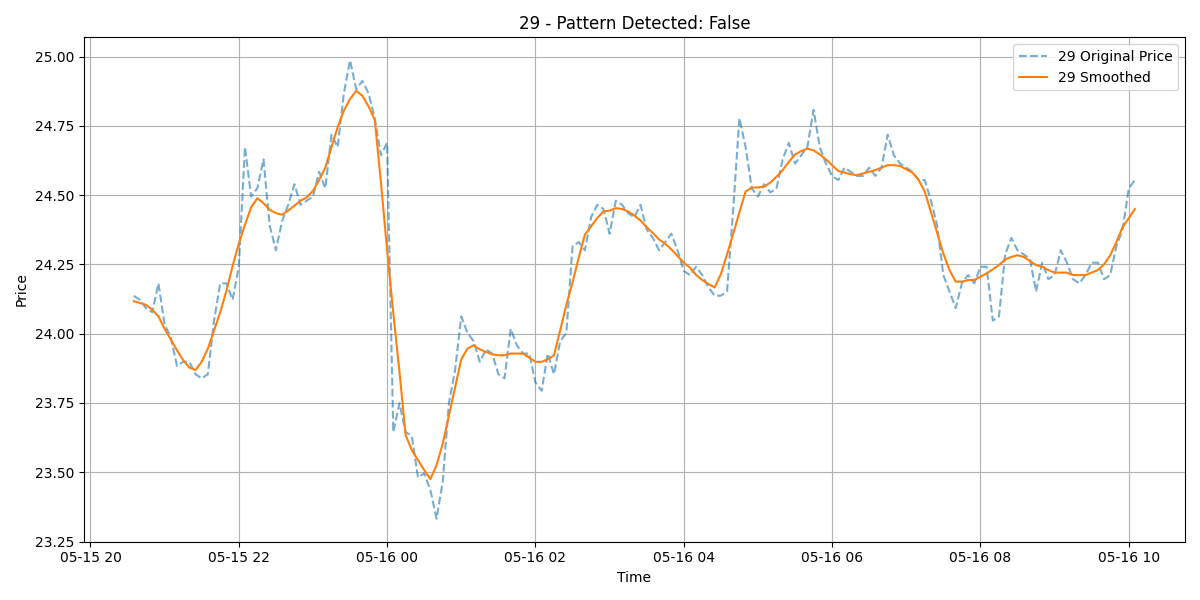 29 - Pattern Detected: False
29 Original Price
29 Smoothed
Price
25.00
24.75
24.50
24.25
24.00
23.75
23.50
23.25
05-15 20 05-15 22 05-16 00 05-16 02 05-16 04 05-16 06 05-16 08 05-16 10
Time